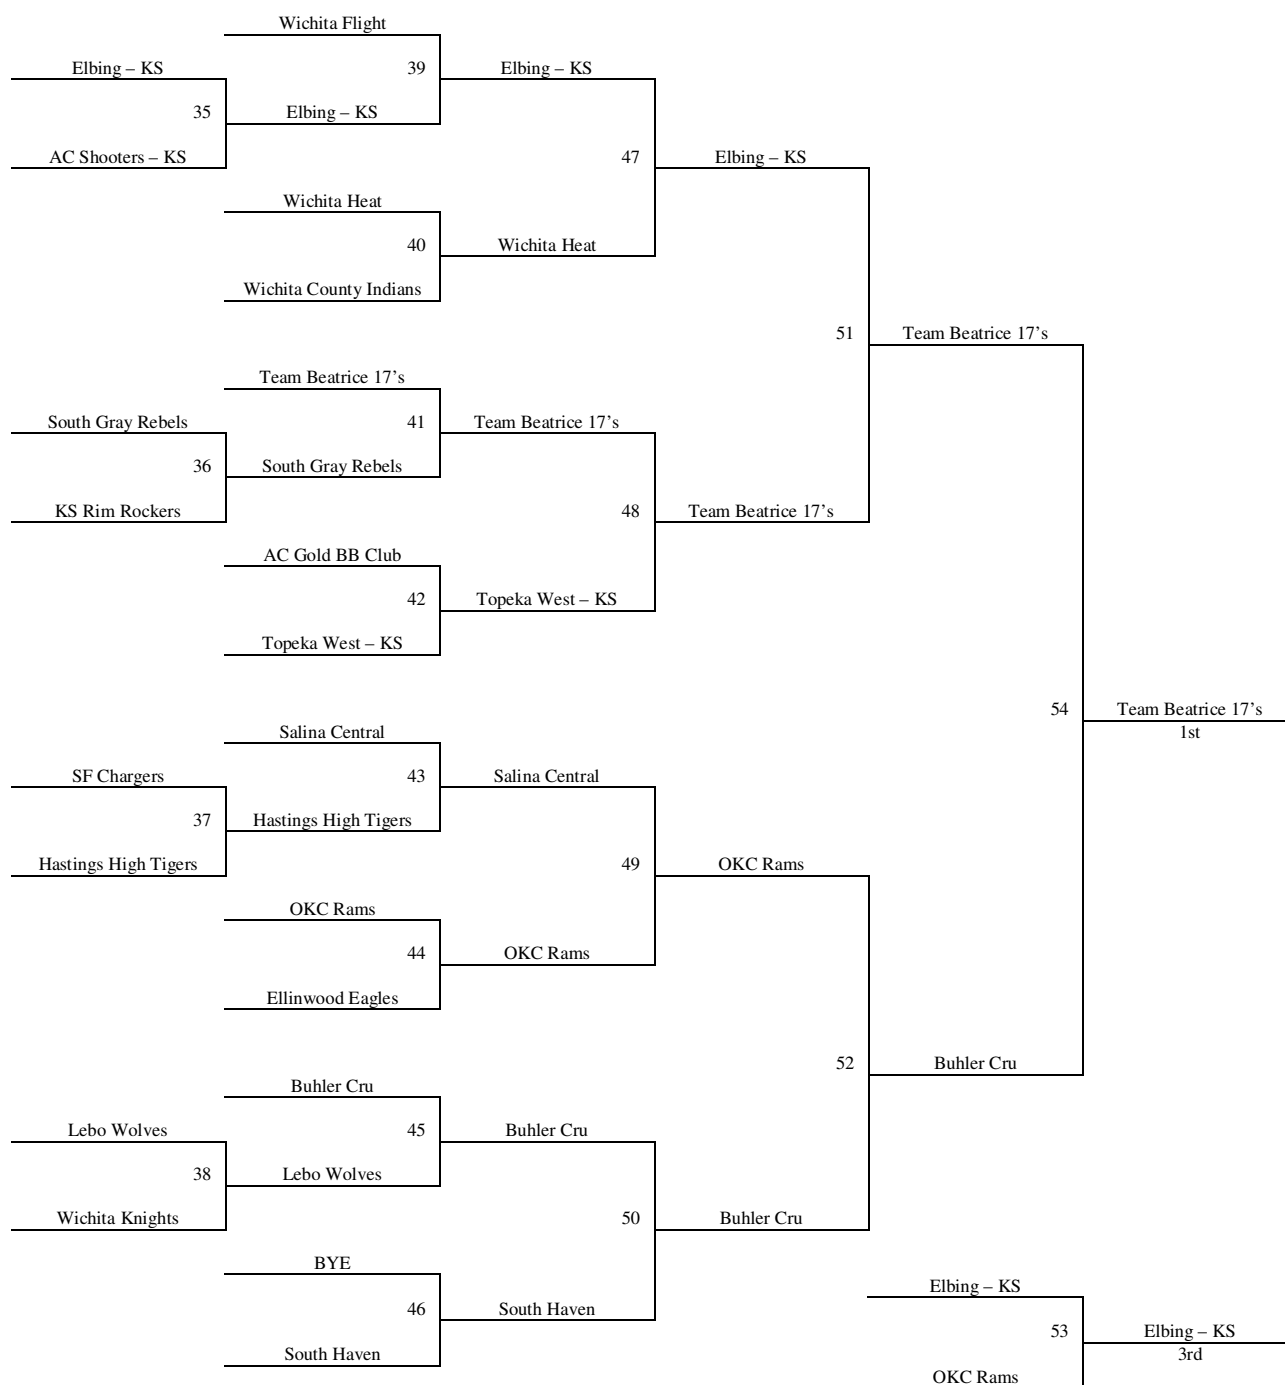 Wichita Flight
Elbing – KS
39
Elbing – KS
35
Elbing – KS
AC Shooters – KS
47
Elbing – KS
Wichita Heat
40
Wichita Heat
Wichita County Indians
51
Team Beatrice 17’s
Team Beatrice 17’s
South Gray Rebels
41
Team Beatrice 17’s
36
South Gray Rebels
KS Rim Rockers
48
Team Beatrice 17’s
AC Gold BB Club
42
Topeka West – KS
Topeka West – KS
54
Team Beatrice 17’s
1st
Salina Central
SF Chargers
43
Salina Central
37
Hastings High Tigers
Hastings High Tigers
49
OKC Rams
OKC Rams
44
OKC Rams
Ellinwood Eagles
52
Buhler Cru
Buhler Cru
Lebo Wolves
45
Buhler Cru
38
Lebo Wolves
Wichita Knights
50
Buhler Cru
BYE
46
South Haven
South Haven
Elbing – KS
53
Elbing – KS
3rd
OKC Rams